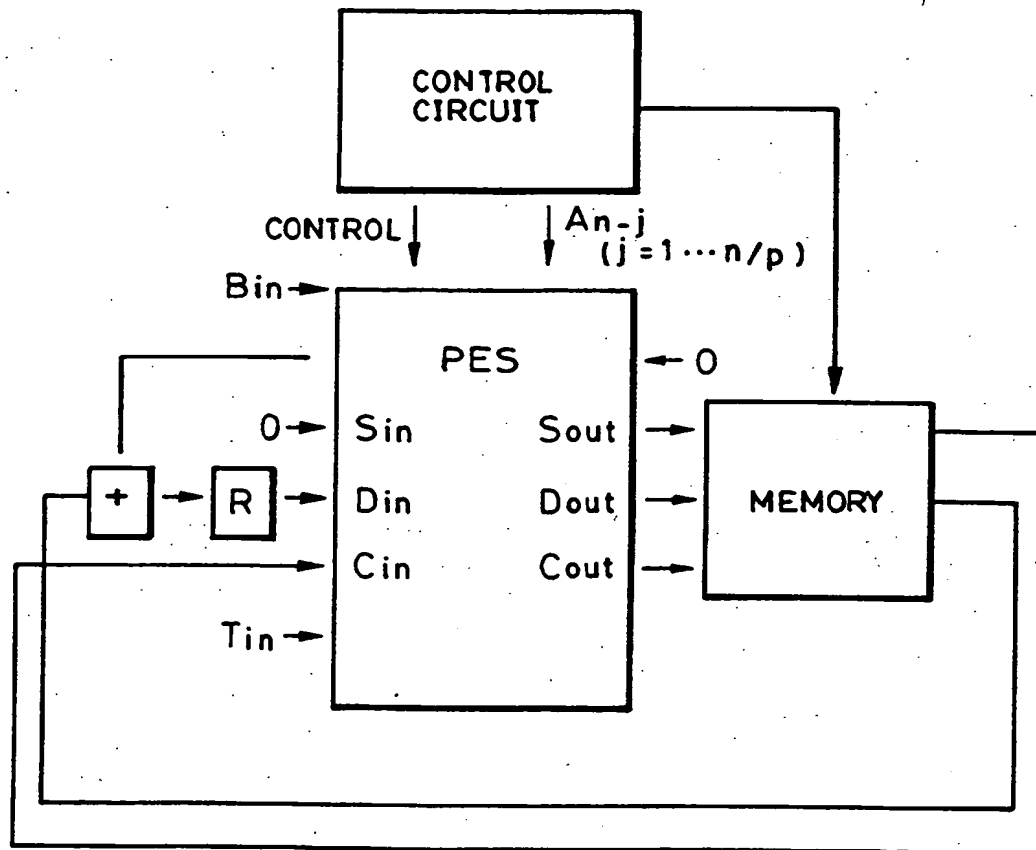 CONTROL
CIRCUIT
CONTROL
An-j
(j=1···n/p)
Bin
PES
0
0
Sin
Sout
+
R
Din
Dout
MEMORY
Cin
Cout
Tin